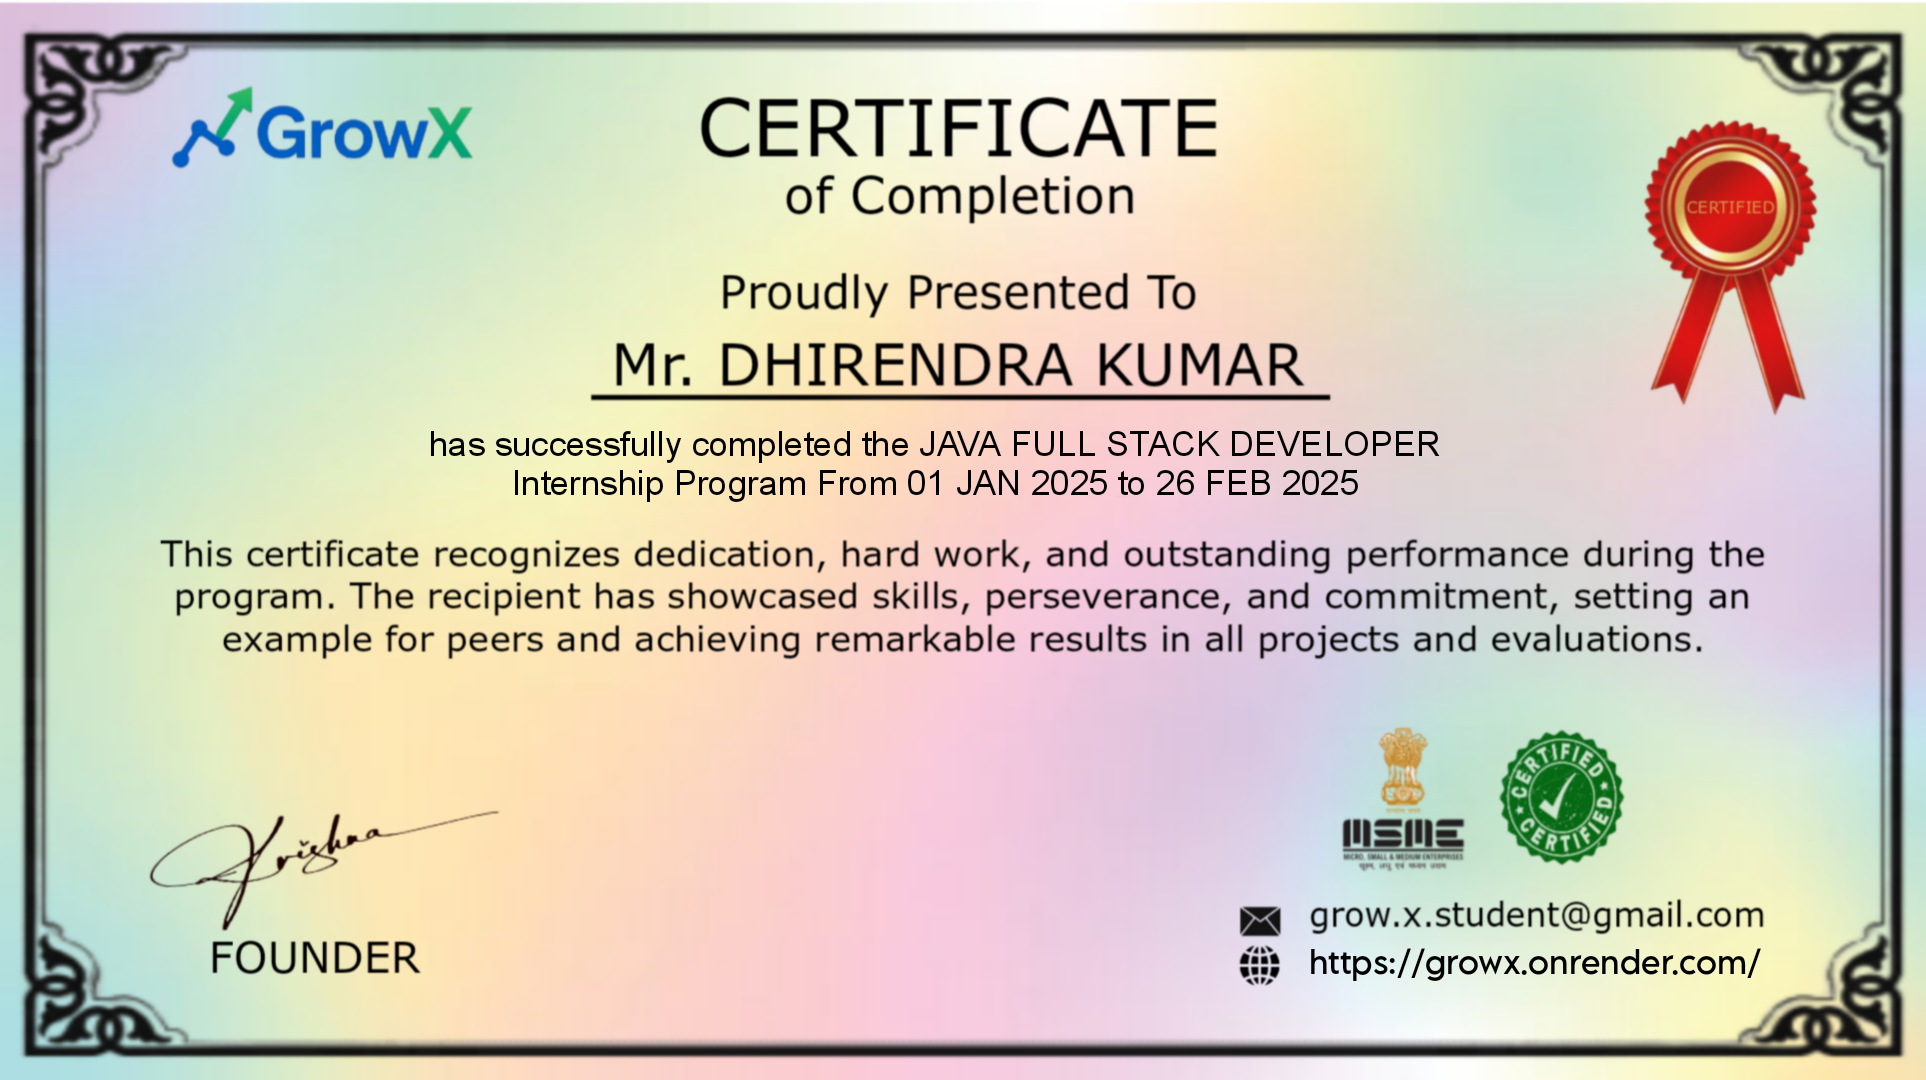 GrowX
CERTIFICATE
of Completion
CERTIFIED
Proudly Presented To
Mr. DHIRENDRA KUMAR
has successfully completed the JAVA FULL STACK DEVELOPER
Internship Program From 01 JAN 2025 to 26 FEB 2025
This certificate recognizes dedication, hard work, and outstanding performance during the
program. The recipient has showcased skills, perseverance, and commitment, setting an
example for peers and achieving remarkable results in all projects and evaluations.
Krishna
FOUNDER
MSME
MICRO, SMALL & MEDIUM ENTERPRISES
CERTIFIED
CERTIFIED
grow.x.student@gmail.com
https://growx.onrender.com/